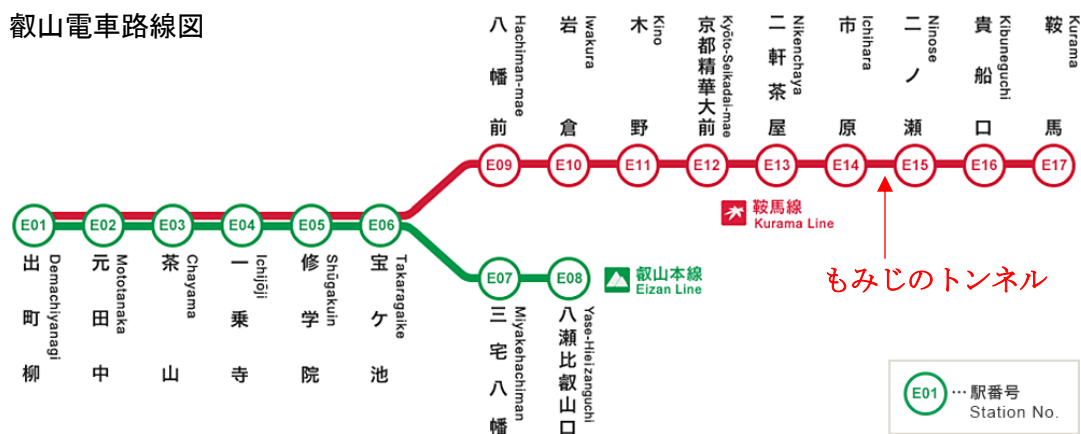 叡山電車路線図
八幡前
Hachiman-mae
岩倉
Iwakura
木野
Kino
京都精華大前
Kyōto-Seikadai-mae
二軒茶屋
Nikenchaya
市原
Ichihara
二ノ瀬
Ninose
貴船口
Kibuneguchi
鞍馬
Kurama
E09
E10
E11
E12
E13
E14
E15
E16
E17
鞍馬線
Kurama Line
もみじのトンネル
E01
E02
E03
E04
E05
E06
出町柳
Demachiyanagi
元田中
Mototanaka
茶山
Chayama
一乗寺
Ichijōji
修学院
Shūgakuin
宝ケ池
Takaragaike
E07
E08
叡山本線
Eizan Line
三宅八幡
Miyakehachiman
八瀬比叡山口
Yase-Hieizanguchi
E01
…駅番号
Station No.